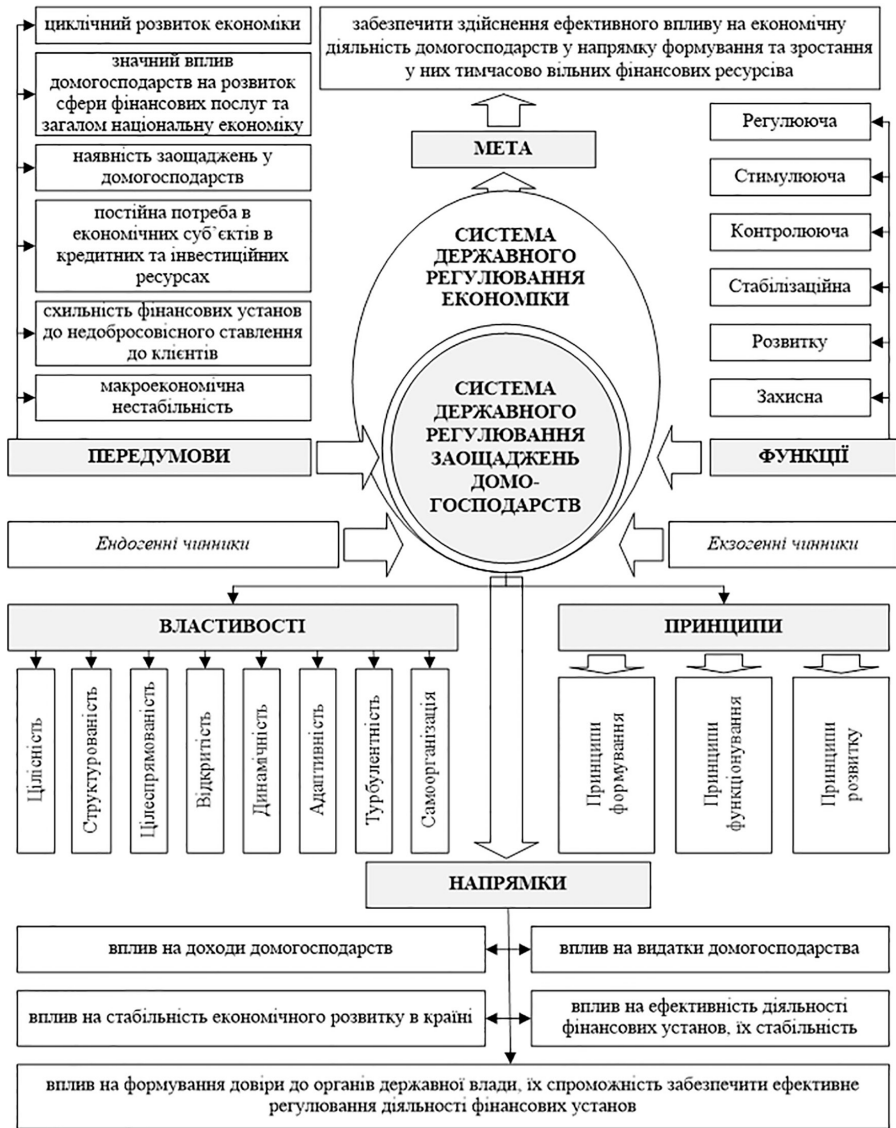 циклічний розвиток економіки
значний вплив
домогосподарств на розвиток
сфери фінансових послуг та
загалом національну економіку
наявність заощаджень у
домогосподарств
постійна потреба в
економічних суб`єктів в
кредитних та інвестиційних
ресурсах
схильність фінансових установ
до недобросовісного ставлення
до клієнтів
макроекономічна
нестабільність
ПЕРЕДУМОВИ
забезпечити здійснення ефективного впливу на економічну
діяльність домогосподарств у напрямку формування та зростання
у них тимчасово вільних фінансових ресурсіва
МЕТА
СИСТЕМА
ДЕРЖАВНОГО
РЕГУЛЮВАННЯ
ЕКОНОМІКИ
СИСТЕМА
ДЕРЖАВНОГО
РЕГУЛЮВАННЯ
ЗАОЩАДЖЕНЬ
ДОМО-
ГОСПОДАРСТВ
Регулююча
Стимулююча
Контролююча
Стабілізаційна
Розвитку
Захисна
ФУНКЦІЇ
Ендогенні чинники
Екзогенні чинники
ВЛАСТИВОСТІ
Цілісність
Структурованість
Цілеспрямованість
Відкритість
Динамічність
Адаптивність
Турбулентність
Самоорганізація
ПРИНЦИПИ
Принципи
формування
Принципи
функціонування
Принципи
розвитку
НАПРЯМКИ
вплив на доходи домогосподарств
вплив на видатки домогосподарства
вплив на стабільність економічного розвитку в країні
вплив на ефективність діяльності
фінансових установ, їх стабільність
вплив на формування довіри до органів державної влади, їх спроможність забезпечити ефективне
регулювання діяльності фінансових установ